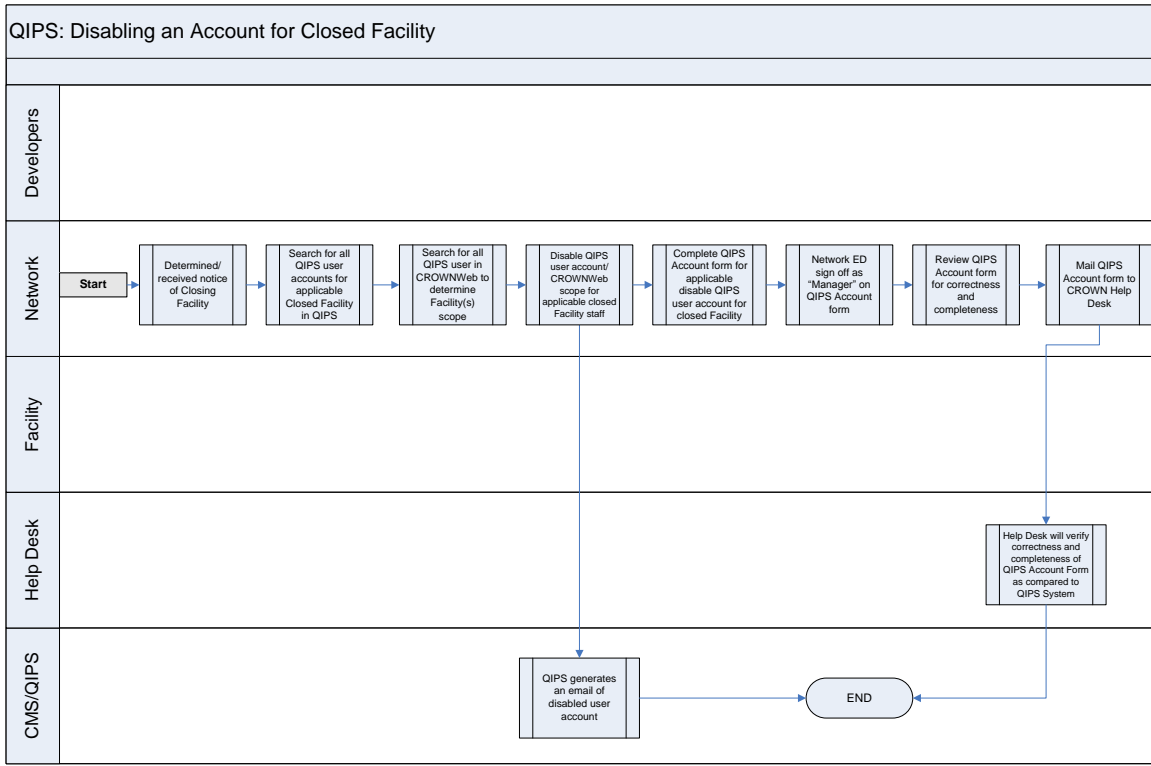 QIPS: Disabling an Account for Closed Facility
Developers
Network
Start
Determined/
received notice
of Closing
Facility
Search for all
QIPS user
accounts for
applicable
Closed Facility
in QIPS
Search for all
QIPS user in
CROWNWeb to
determine
Facility(s)
scope
Disable QIPS
user account/
CROWNWeb
scope for
applicable closed
Facility staff
Complete QIPS
Account form for
applicable
disable QIPS
user account for
closed Facility
Network ED
sign off as
“Manager” on
QIPS Account
form
Review QIPS
Account form
for correctness
and
completeness
Mail QIPS
Account form to
CROWN Help
Desk
Facility
Help Desk
Help Desk will verify
correctness and
completeness of
QIPS Account Form
as compared to
QIPS System
CMS/QIPS
QIPS generates
an email of
disabled user
account
END